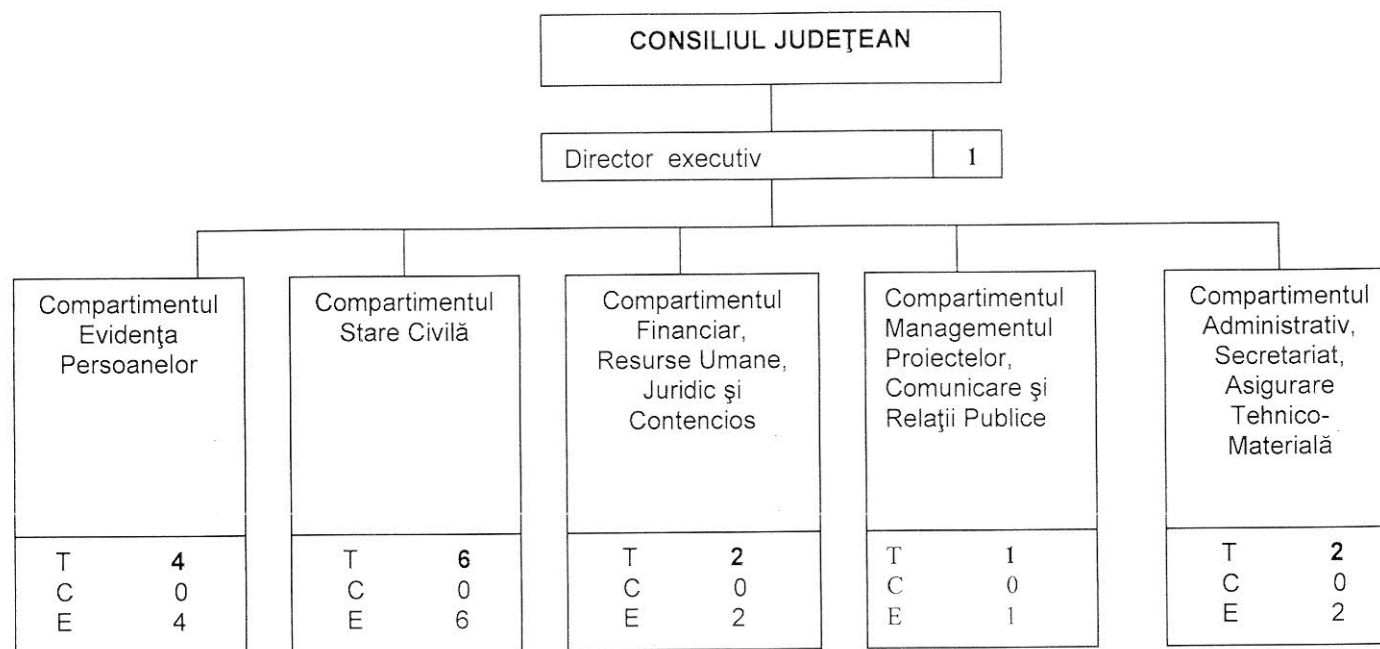 CONSILIUL JUDEŢEAN
Director executiv 1
Compartimentul
Evidenţa
Persoanelor
T 4
C 0
E 4
Compartimentul
Stare Civilă
T 6
C 0
E 6
Compartimentul
Financiar,
Resurse Umane,
Juridic şi
Contencios
T 2
C 0
E 2
Compartimentul
Managementul
Proiectelor,
Comunicare şi
Relaţii Publice
T 1
C 0
E 1
Compartimentul
Administrativ,
Secretariat,
Asigurare
Tehnico-
Materială
T 2
C 0
E 2